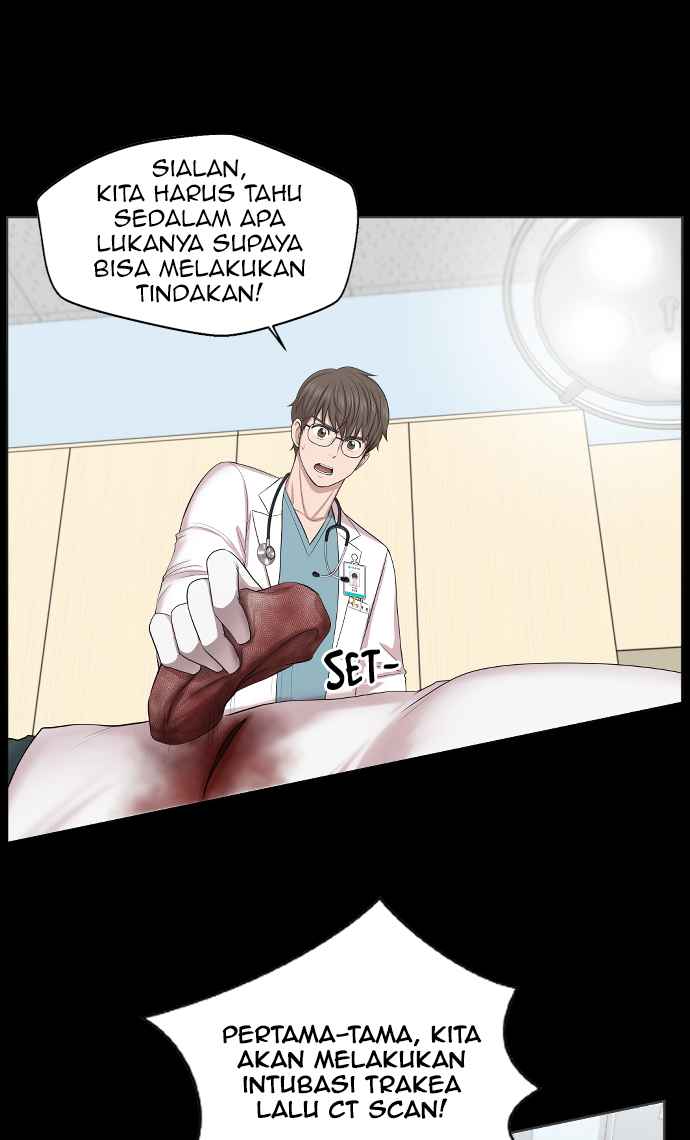 SIALAN,
KITA HARUS TAHU
SEDALAM APA
LUKANYA SUPAYA
BISA MELAKUKAN
TINDAKAN!
SET-
PERTAMA-TAMA, KITA
AKAN MELAKUKAN
INTUBASI TRAKEA
LALU CT SCAN!